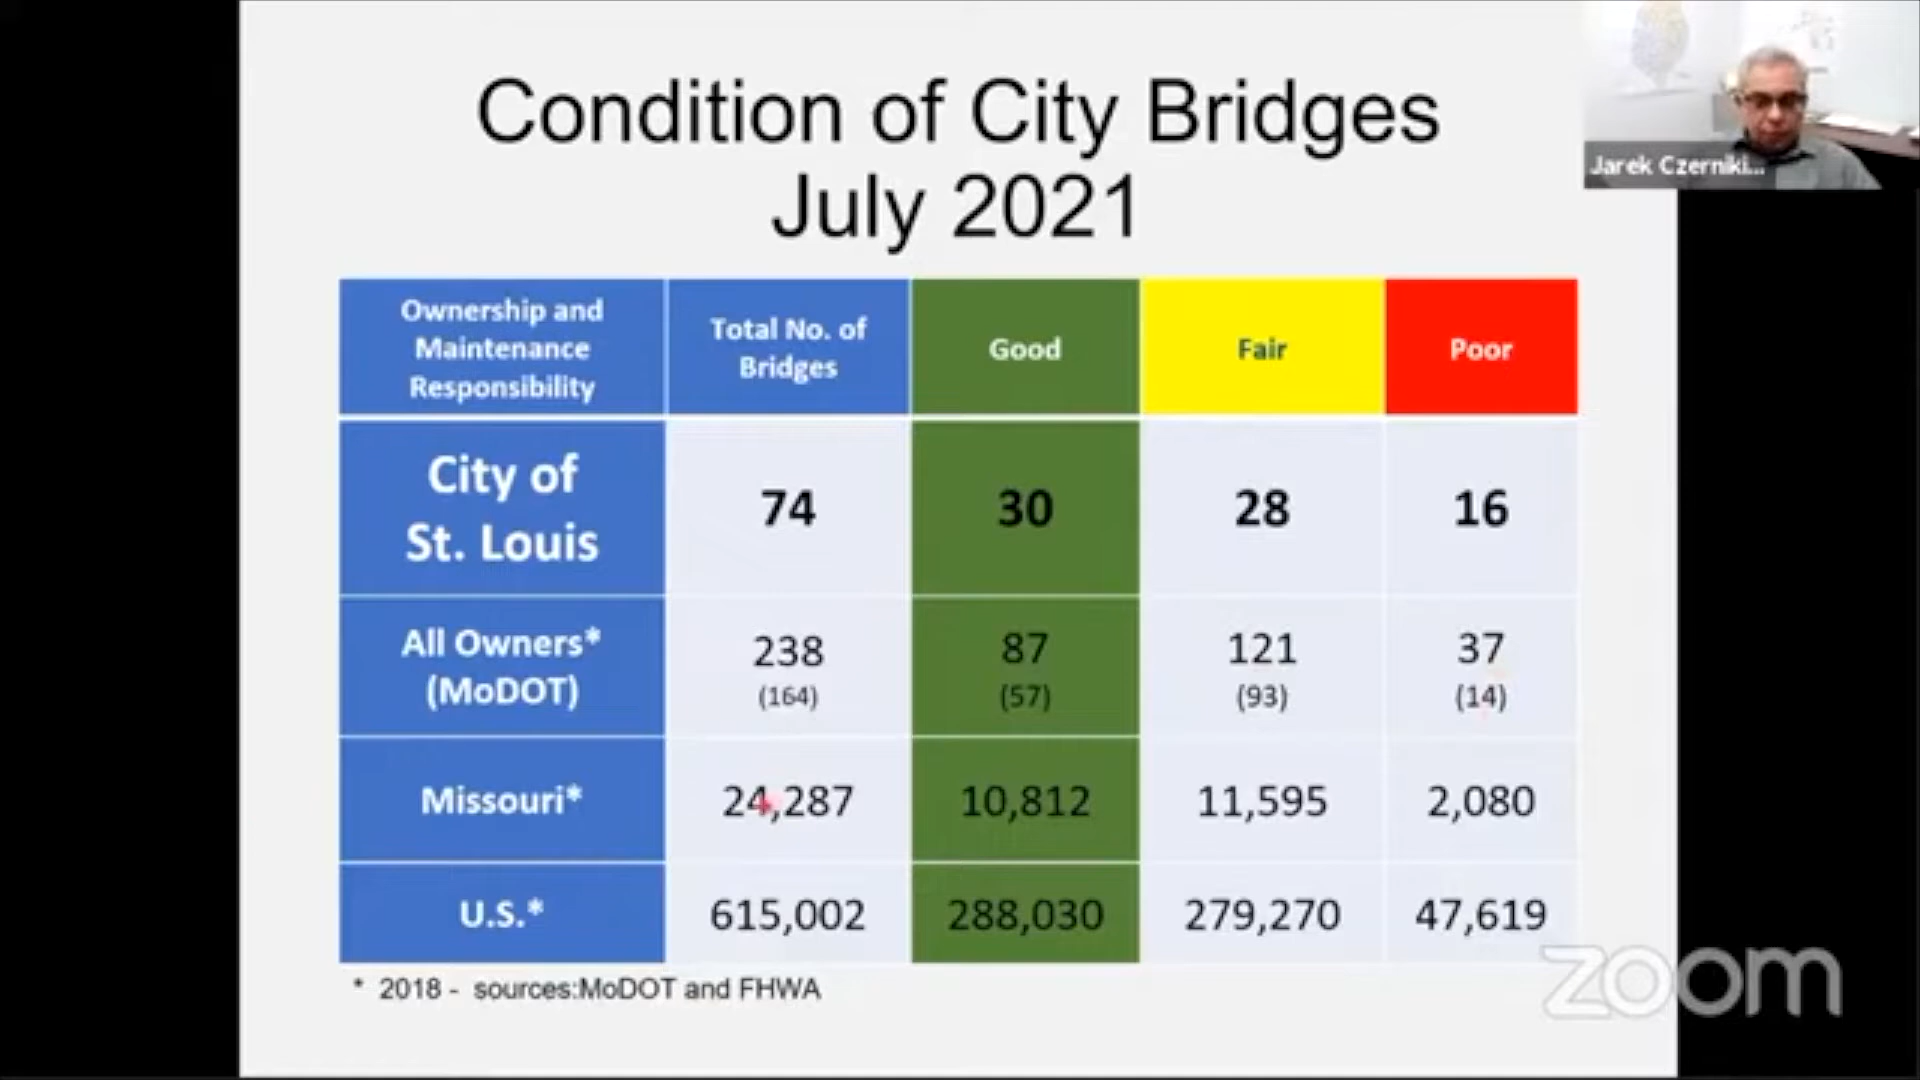 Condition of City Bridges
July 2021
Jarek Czerniki...
Ownership and
Maintenance
Responsibility
Total No. of
Bridges
Good
Fair
Poor
City of
St. Louis
74
30
28
16
All Owners*
(MoDOT)
238
(164)
87
(57)
121
(93)
37
(14)
Missouri*
24,287
10,812
11,595
2,080
U.S.*
615,002
288,030
279,270
47,619
* 2018 - sources:MoDOT and FHWA
zoom